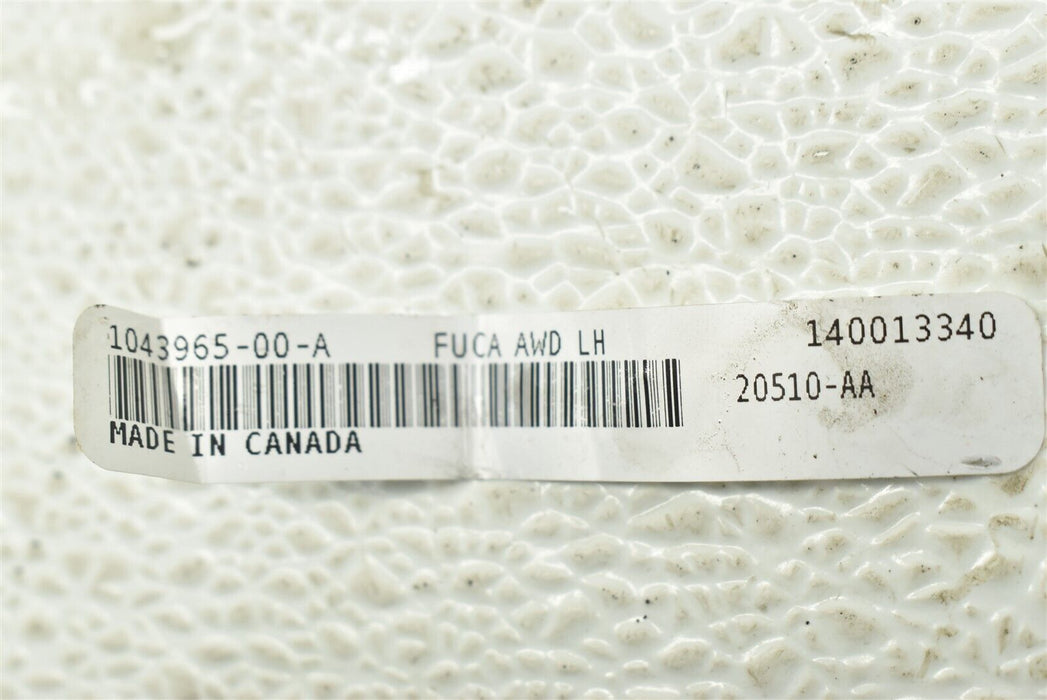 1043965-00-A FUCA AWD LH 140013340
20510-AA
MADE IN CANADA